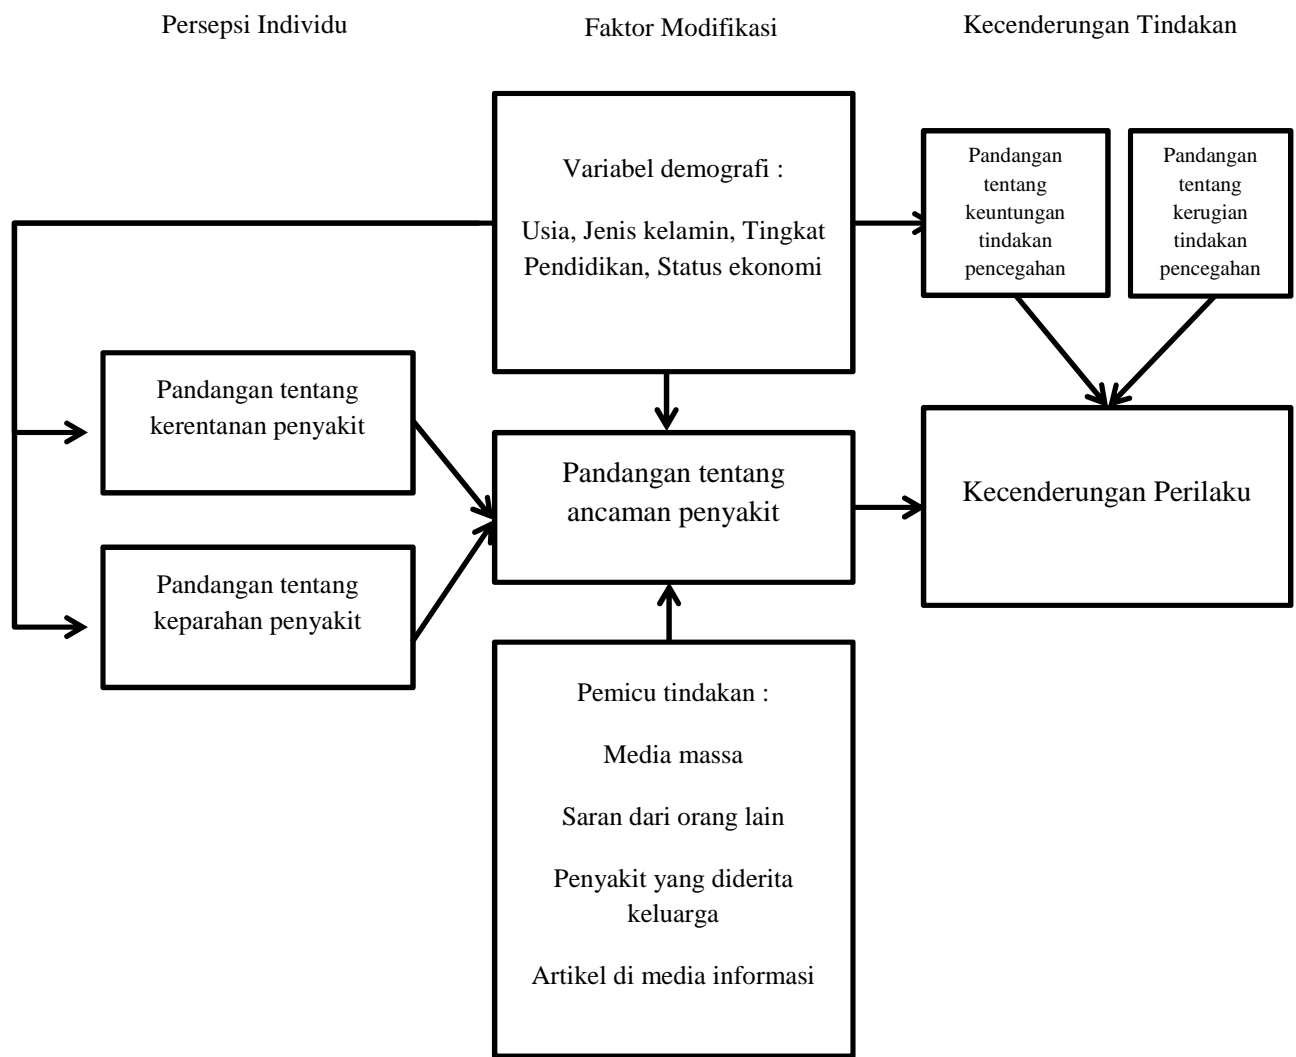 Persepsi Individu
Faktor Modifikasi
Kecenderungan Tindakan
Variabel demografi :
Usia, Jenis kelamin, Tingkat
Pendidikan, Status ekonomi
Pandangan
tentang
keuntungan
tindakan
pencegahan
Pandangan
tentang
kerugian
tindakan
pencegahan
Pandangan tentang
kerentanan penyakit
Pandangan tentang
keparahan penyakit
Pandangan tentang
ancaman penyakit
Kecenderungan Perilaku
Pemicu tindakan :
Media massa
Saran dari orang lain
Penyakit yang diderita
keluarga
Artikel di media informasi